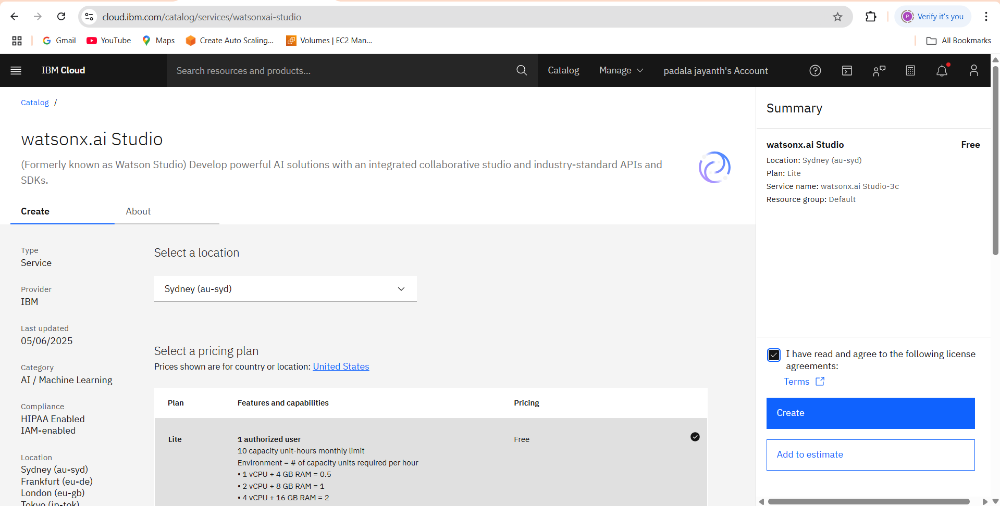 cloud.ibm.com/catalog/services/watsonxai-studio
P
Verify it's you
Gmail
YouTube
Maps
Create Auto Scaling...
Volumes | EC2 Man...
All Bookmarks
IBM Cloud
Search resources and products...
Catalog
Manage
padala jayanth's Account
Catalog /
watsonx.ai Studio
(Formerly known as Watson Studio) Develop powerful AI solutions with an integrated collaborative studio and industry-standard APIs and
SDKs.
Create
About
Type
Service
Provider
IBM
Last updated
05/06/2025
Category
AI / Machine Learning
Compliance
HIPAA Enabled
IAM-enabled
Location
Sydney (au-syd)
Frankfurt (eu-de)
London (eu-gb)
Tokyo (jp-tok)
Select a location
Sydney (au-syd)
Select a pricing plan
Prices shown are for country or location: United States
Plan
Features and capabilities
Pricing
Lite
1 authorized user
10 capacity unit-hours monthly limit
Environment = # of capacity units required per hour
• 1 vCPU + 4 GB RAM = 0.5
• 2 vCPU + 8 GB RAM = 1
• 4 vCPU + 16 GB RAM = 2
Free
Summary
watsonx.ai Studio
Free
Location: Sydney (au-syd)
Plan: Lite
Service name: watsonx.ai Studio-3c
Resource group: Default
I have read and agree to the following license
agreements:
Terms
Create
Add to estimate